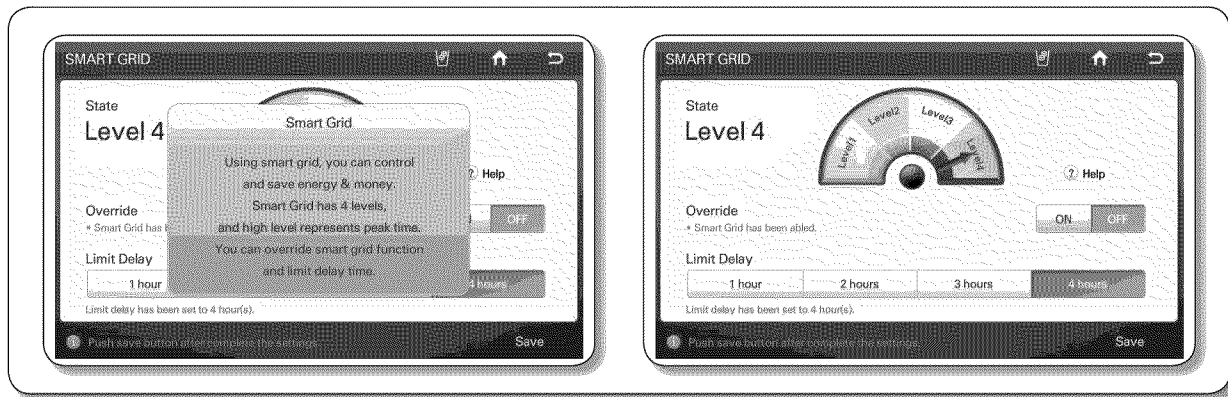 SMART GRID
State
Level 4
Smart Grid
Using smart grid, you can control
and save energy & money.
Smart Grid has 4 levels,
and high level represents peak time.
You can override smart grid function
and limit delay time.
? Help
Override
* Smart Grid has b
OFF
Limit Delay
1 hour
4 hours
Limit delay has been set to 4 hour(s).
Push save button after complete the settings.
Save
SMART GRID
State
Level 4
Level1
Level2
Level3
Level4
? Help
Override
* Smart Grid has been abled.
ON
OFF
Limit Delay
1 hour
2 hours
3 hours
4 hours
Limit delay has been set to 4 hour(s).
Push save button after complete the settings.
Save